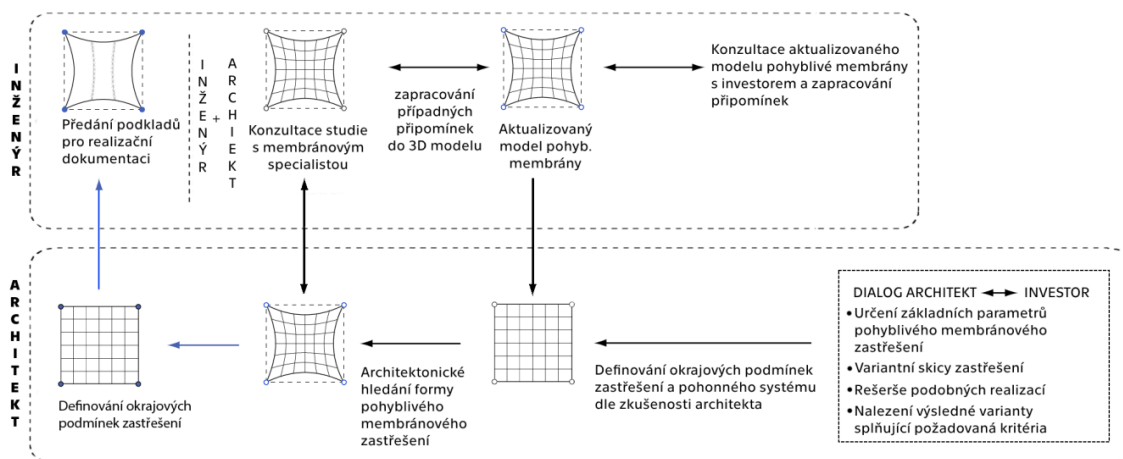 INŽENÝR
Předání podkladů
pro realizační
dokumentaci
INŽENÝR
+
ARCHIEKT
Konzultace studie
s membránovým
specialistou
zapracování
případných
připomínek
do 3D modelu
Aktualizovaný
model pohyb.
membrány
Konzultace aktualizovaného
modelu pohyblivé membrány
s investorem a zapracování
připomínek
ARCHITEKT
Definování okrajových
podmínek zastřešení
Architektonické
hledání formy
pohyblivého
membránového
zastřešení
Definování okrajových podmínek
zastřešení a pohonného systému
dle zkušenosti architekta
DIALOG ARCHITEKT INVESTOR
•Určení základních parametrů
pohyblivého membránového
zastřešení
•Variantní skicy zastřešení
•Rešerše podobných realizací
•Nalezení výsledné varianty
splňující požadovaná kritéria